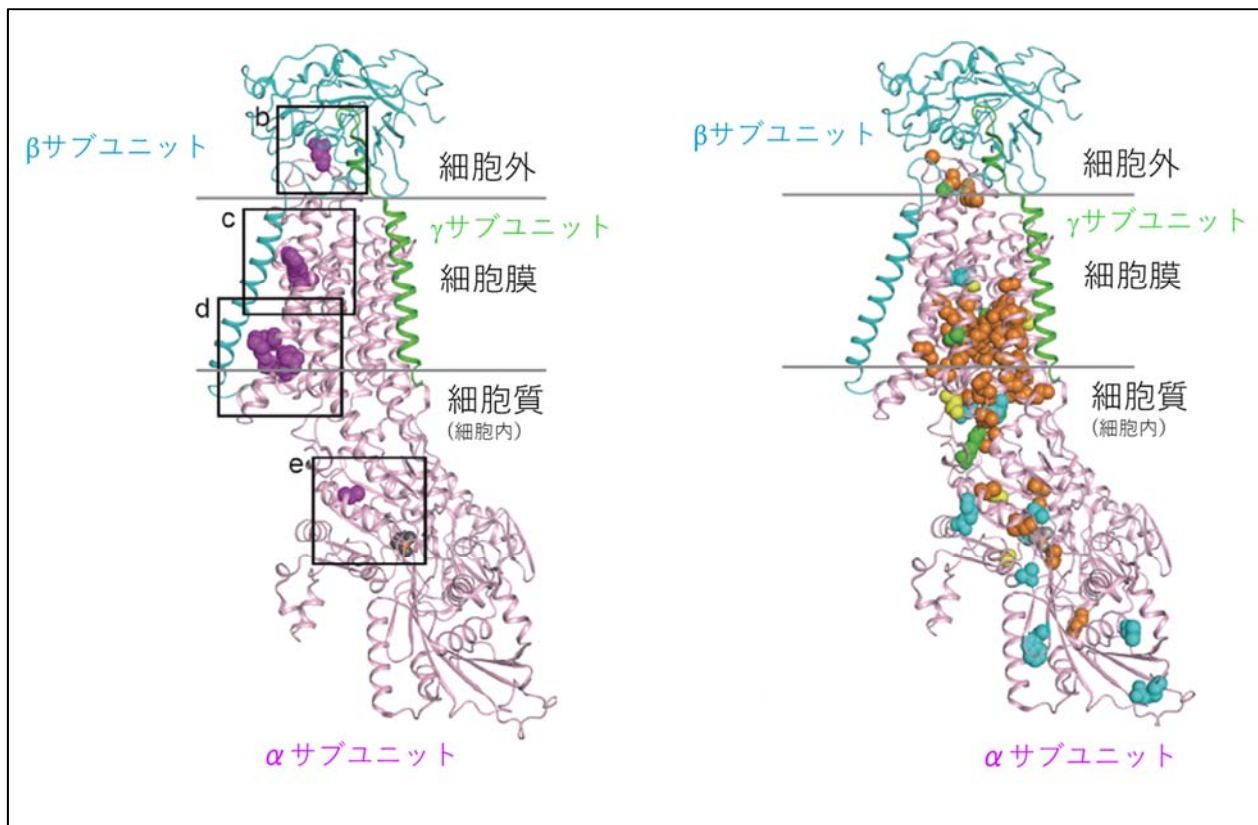 b
βサブユニット
細胞外
c
γサブユニット
細胞膜
d
細胞質
(細胞内)
e
αサブユニット
βサブユニット
細胞外
γサブユニット
細胞膜
細胞質
(細胞内)
αサブユニット